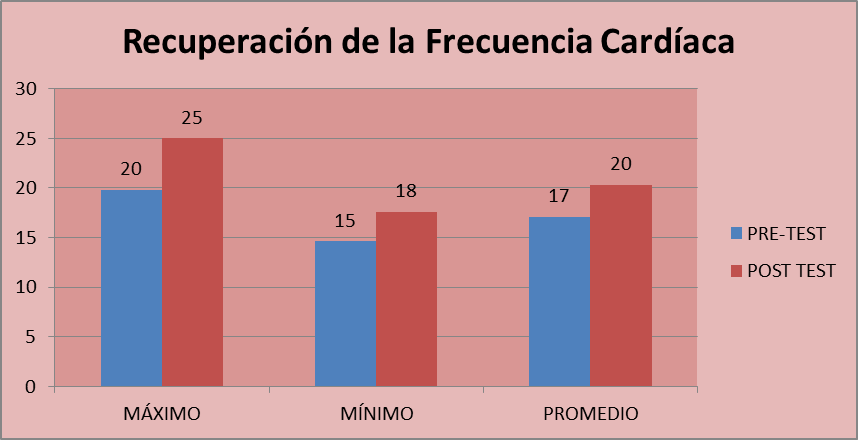 Recuperación de la Frecuencia Cardíaca
30
25
20
15
10
5
0
20
25
15
18
17
20
MÁXIMO
MÍNIMO
PROMEDIO
PRE-TEST
POST TEST